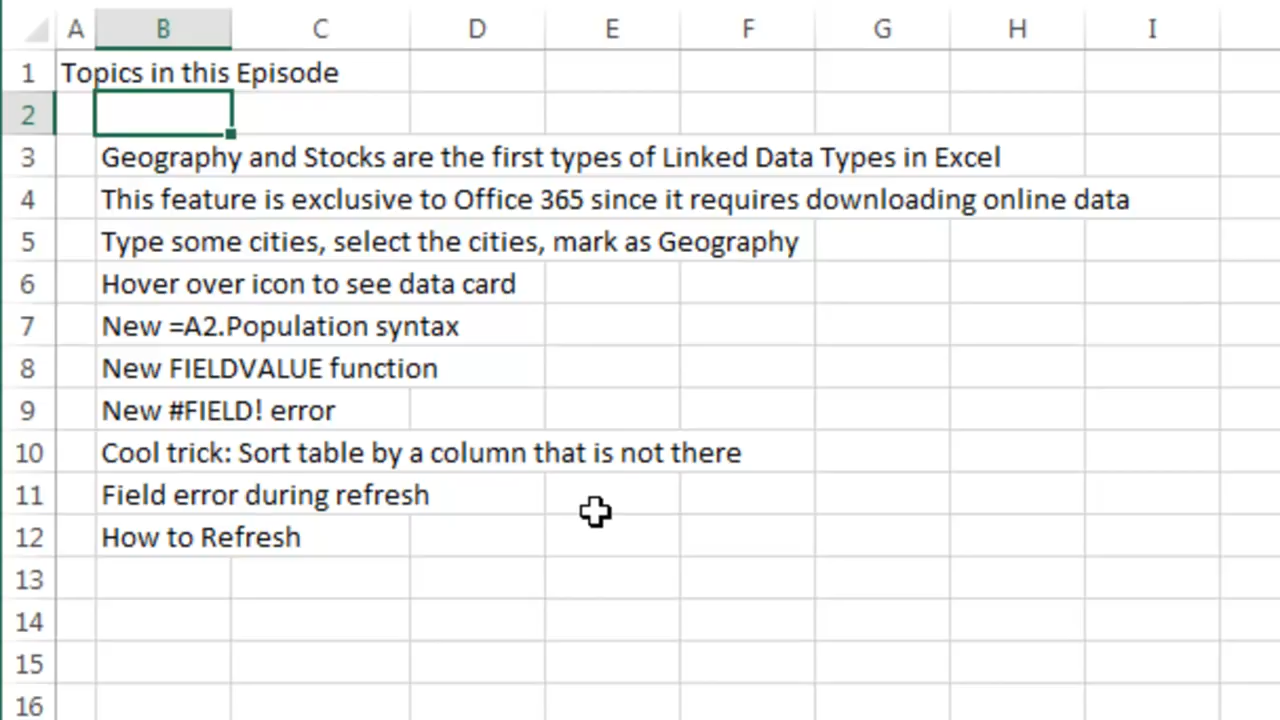 A B C D E F G H I
1 Topics in this Episode
2
3 Geography and Stocks are the first types of Linked Data Types in Excel
4 This feature is exclusive to Office 365 since it requires downloading online data
5 Type some cities, select the cities, mark as Geography
6 Hover over icon to see data card
7 New =A2.Population syntax
8 New FIELDVALUE function
9 New #FIELD! error
10 Cool trick: Sort table by a column that is not there
11 Field error during refresh
12 How to Refresh
13
14
15
16